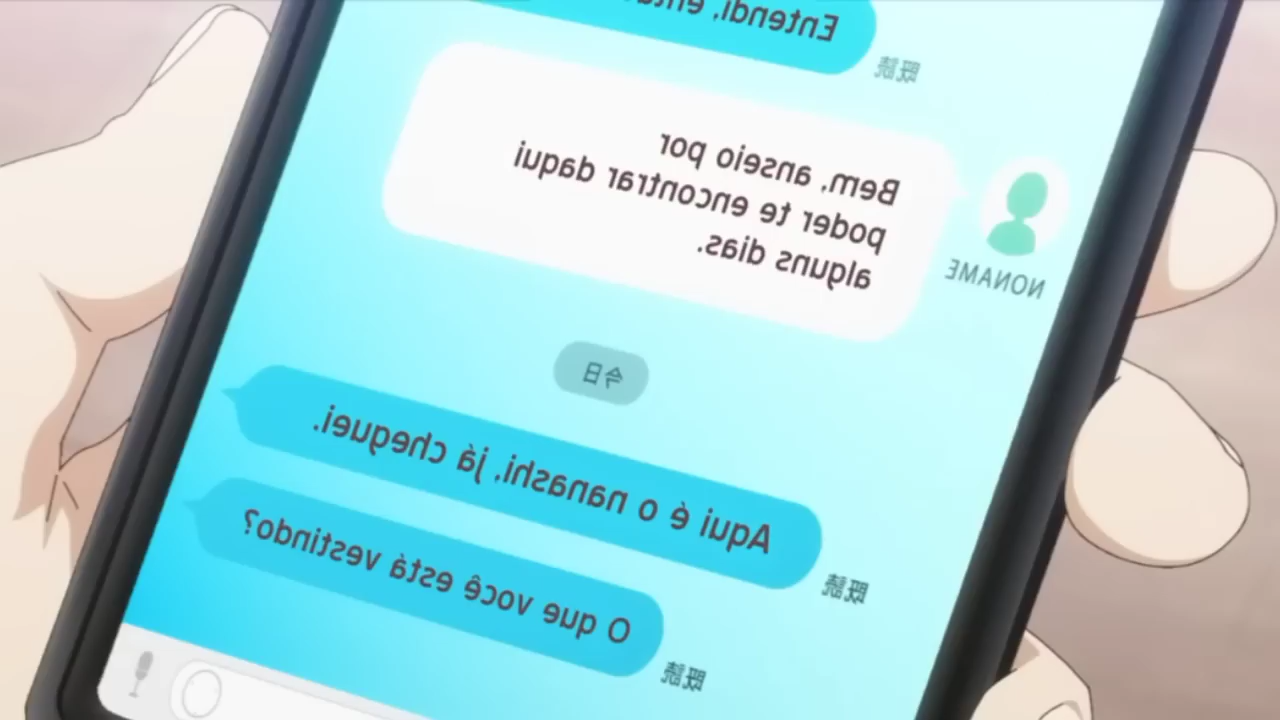 Entendi, ente
既読
Bem, anseio por
poder te encontrar daqui
alguns dias.
NONAME
今日
Aqui é o nanashi, já cheguei.
既読
O que você está vestindo?
既読